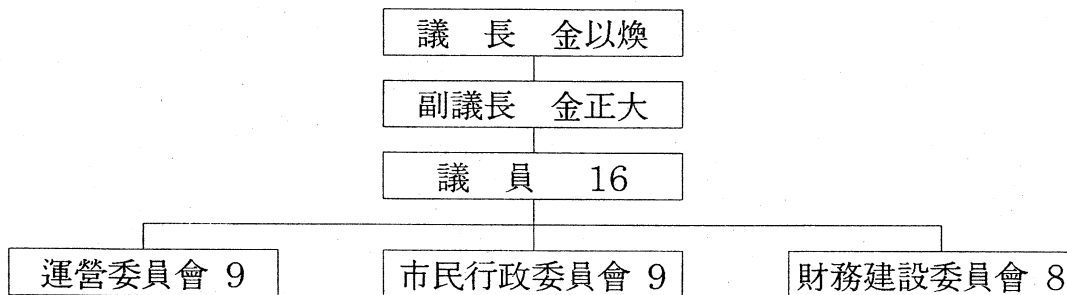 議 長 金以煥
副議長 金正大
議 員 16
運營委員會 9
市民行政委員會 9
財務建設委員會 8